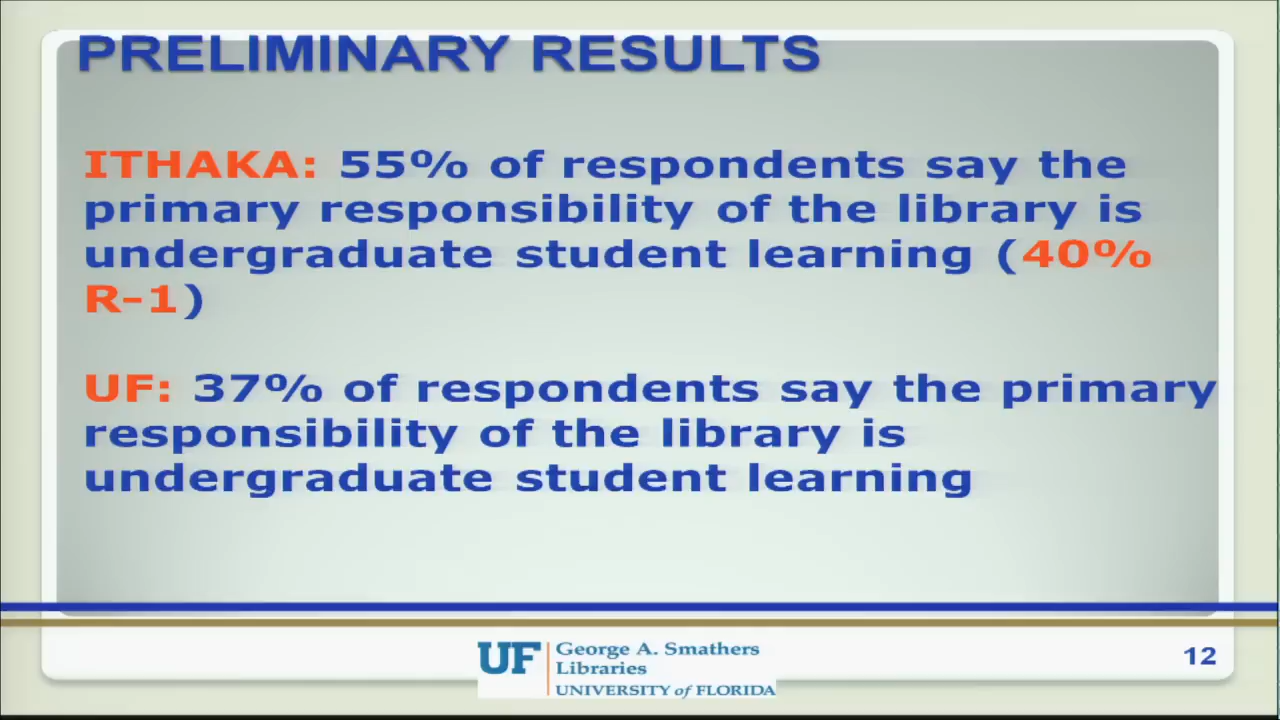 PRELIMINARY RESULTS
ITHAKA: 55% of respondents say the
primary responsibility of the library is
undergraduate student learning (40%
R-1)
UF: 37% of respondents say the primary
responsibility of the library is
undergraduate student learning
UF George A. Smathers
Libraries
UNIVERSITY of FLORIDA
12